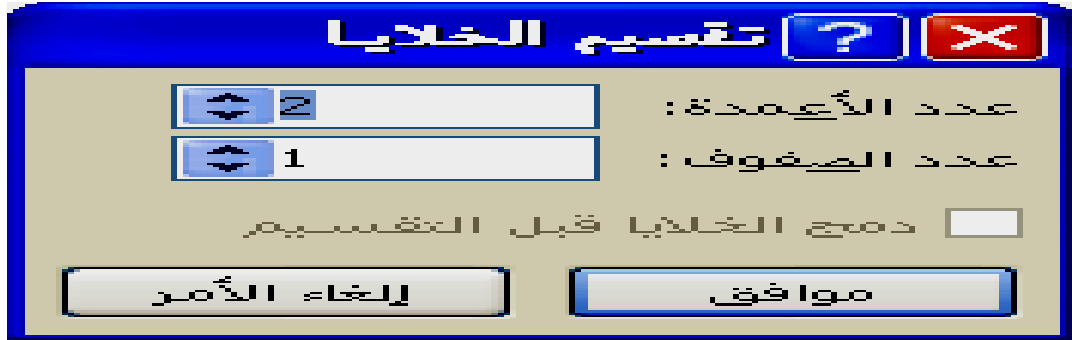 تقسيم الخلايا ?
عدد الأعمدة: 2
عدد الصفوف: 1
دمج الخلايا قبل التقسيم
موافق إلغاء الأمر